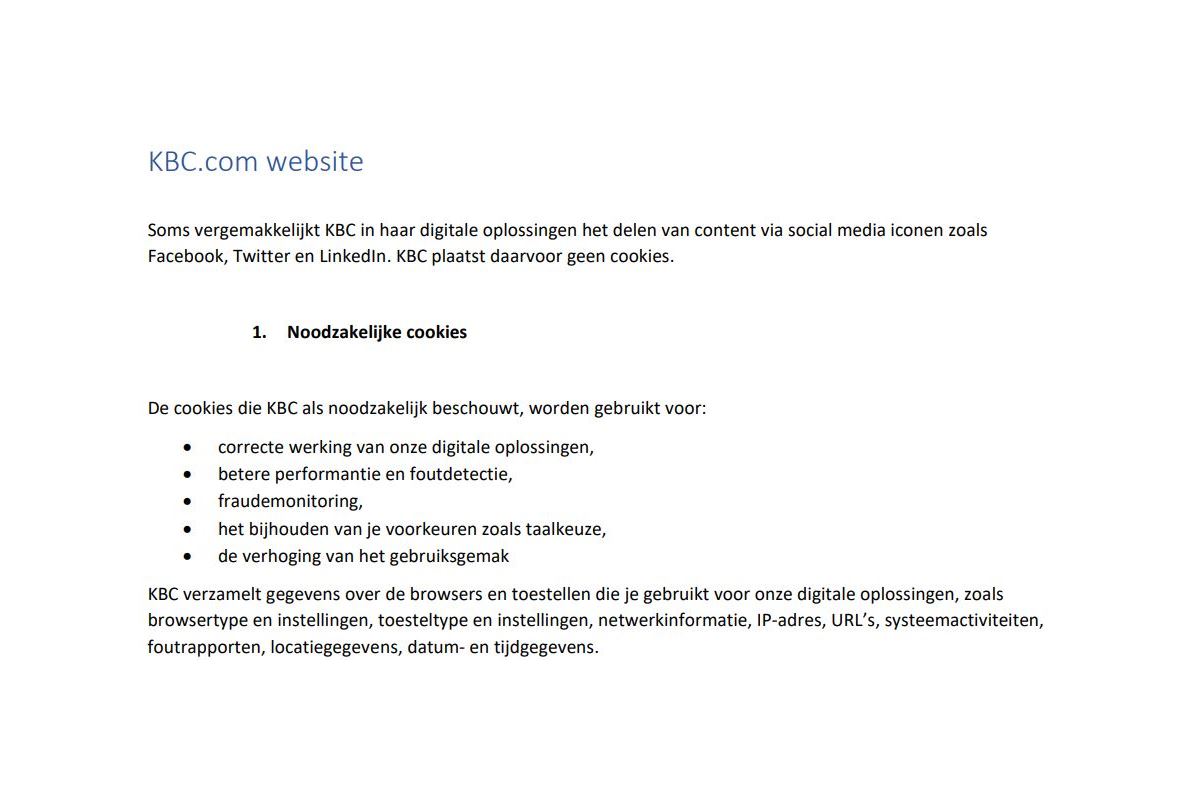 KBC.com website
Soms vergemakkelijkt KBC in haar digitale oplossingen het delen van content via social media iconen zoals
Facebook, Twitter en LinkedIn. KBC plaatst daarvoor geen cookies.
1. Noodzakelijke cookies
De cookies die KBC als noodzakelijk beschouwt, worden gebruikt voor:
• correcte werking van onze digitale oplossingen,
• betere performantie en foutdetectie,
• fraudemonitoring,
• het bijhouden van je voorkeuren zoals taalkeuze,
• de verhoging van het gebruiksgemak
KBC verzamelt gegevens over de browsers en toestellen die je gebruikt voor onze digitale oplossingen, zoals
browsertype en instellingen, toesteltype en instellingen, netwerkinformatie, IP-adres, URL’s, systeemactiviteiten,
foutrapporten, locatiegegevens, datum- en tijdgegevens.